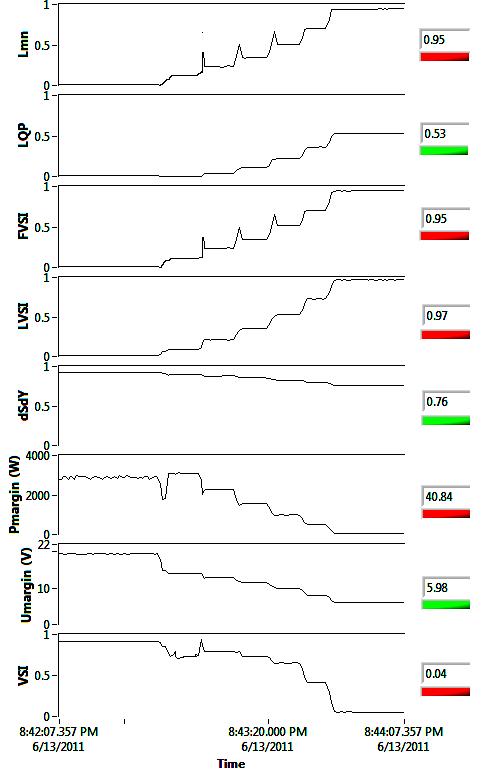 Lmn
1
0.5
0
0.95
LQP
1
0.5
0
0.53
FVSI
1
0.5
0
0.95
LVSI
1
0.5
0
0.97
dSdY
1
0.5
0
0.76
Pmargin (W)
4000
2000
0
40.84
Umargin (V)
22
10
0
5.98
VSI
1
0.5
0
0.04
8:42:07.357 PM 8:43:20.000 PM 8:44:07.357 PM
6/13/2011 6/13/2011 6/13/2011
Time